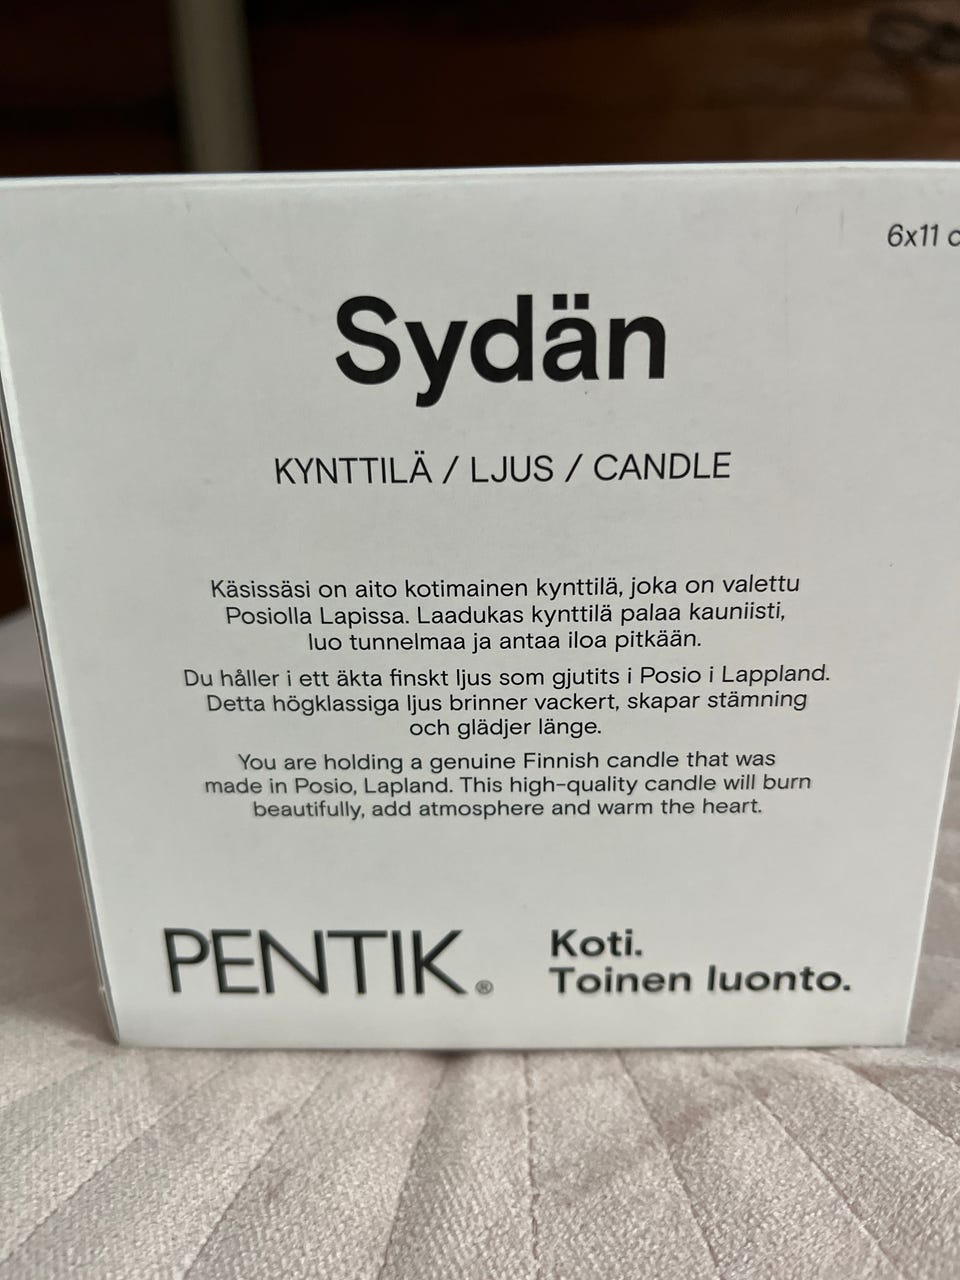 6x11 c
Sydän
KYNTTILÄ / LJUS / CANDLE
Käsissäsi on aito kotimainen kynttilä, joka on valettu
Posiolla Lapissa. Laadukas kynttilä palaa kauniisti,
luo tunnelmaa ja antaa iloa pitkään.
Du håller i ett äkta finskt ljus som gjutits i Posio i Lappland.
Detta högklassiga ljus brinner vackert, skapar stämning
och glädjer länge.
You are holding a genuine Finnish candle that was
made in Posio, Lapland. This high-quality candle will burn
beautifully, add atmosphere and warm the heart.
PENTIK®
Koti.
Toinen luonto.